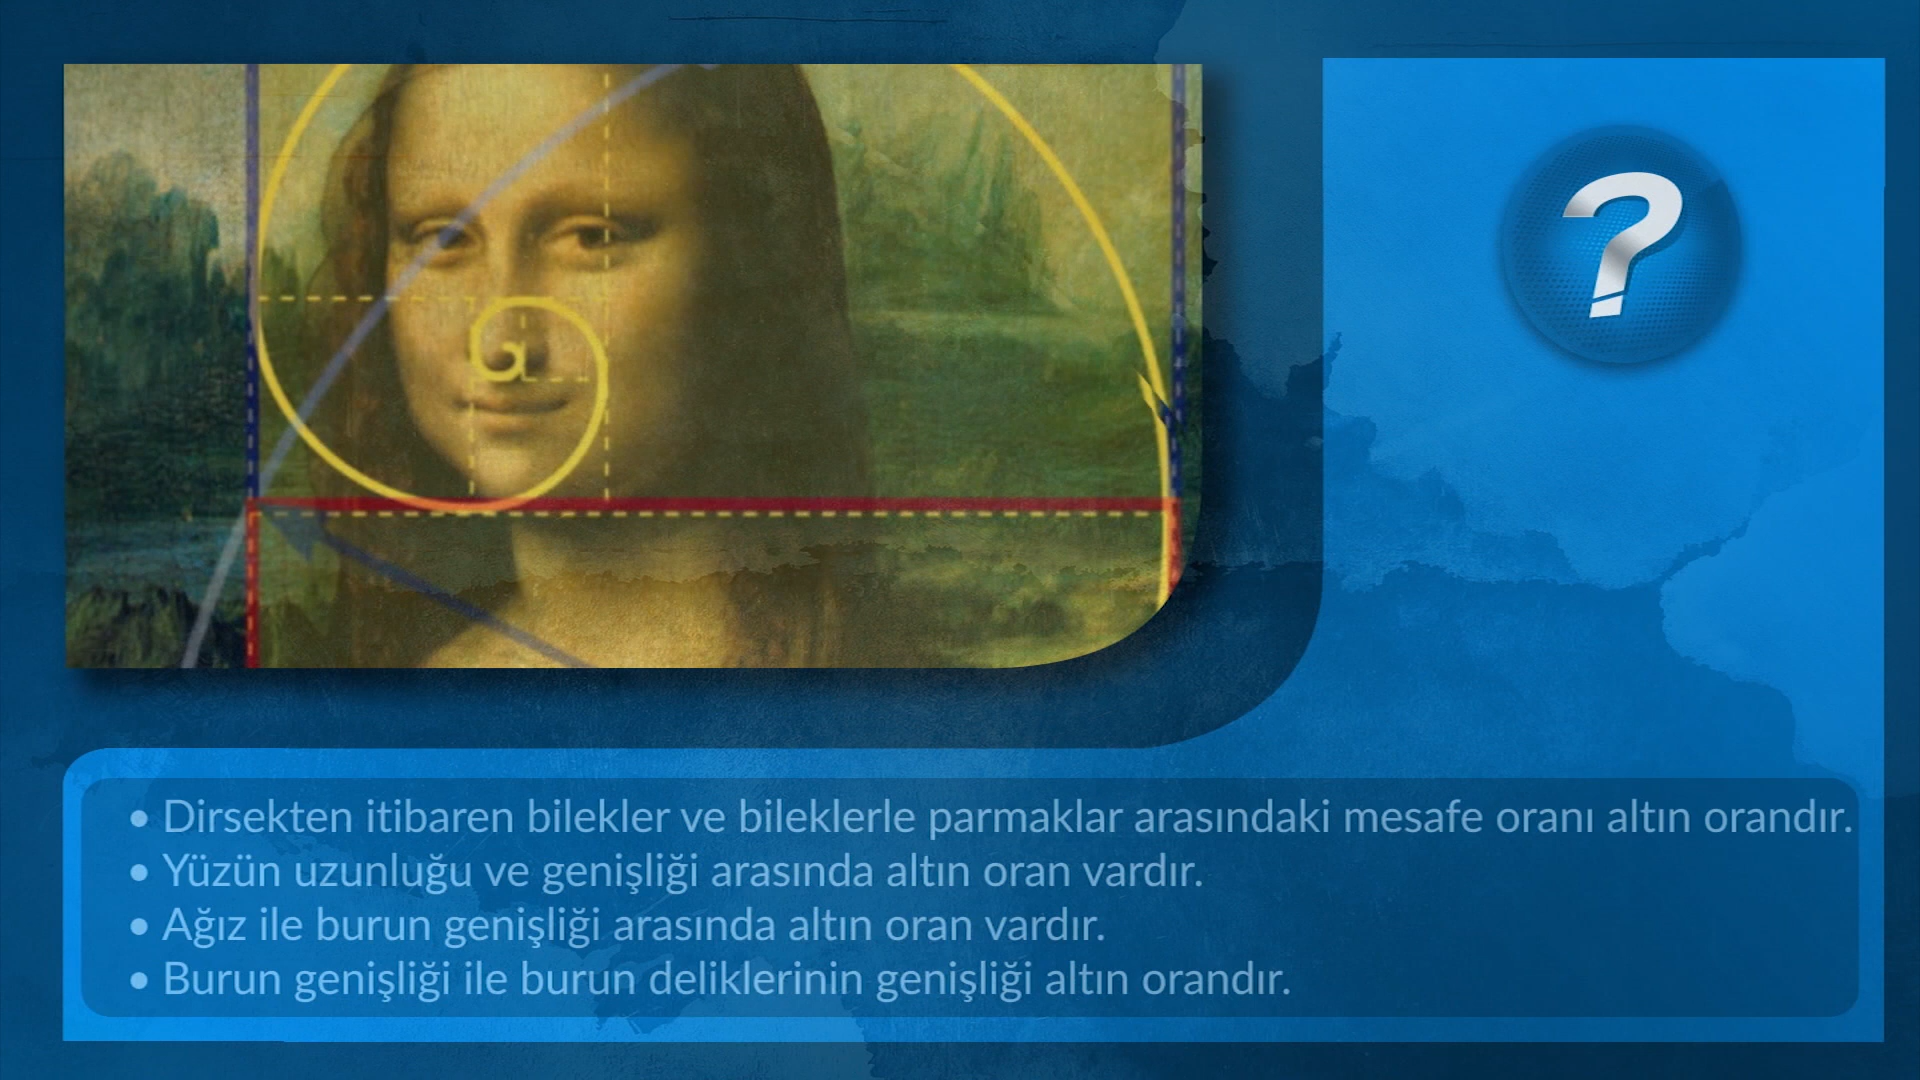 ?
• Dirsekten itibaren bilekler ve bileklerle parmaklar arasındaki mesafe oranı altın orandır.
• Yüzün uzunluğu ve genişliği arasında altın oran vardır.
• Ağız ile burun genişliği arasında altın oran vardır.
• Burun genişliği ile burun deliklerinin genişliği altın orandır.